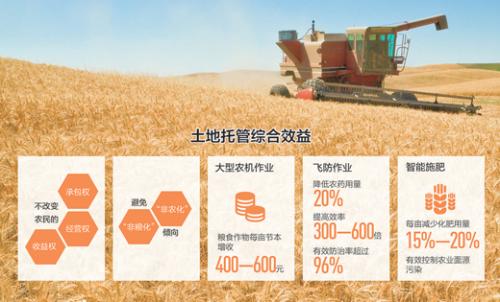 土地托管综合效益
不改变
农民的
承包权
经营权
收益权
避免
“非农化”
“非粮化”
倾向
大型农机作业
粮食作物每亩节本
增收
400—600元
飞防作业
降低农药用量
20%
提高效率
300—600倍
有效防治率超过
96%
智能施肥
每亩减少化肥用量
15%—20%
有效控制农业面源
污染